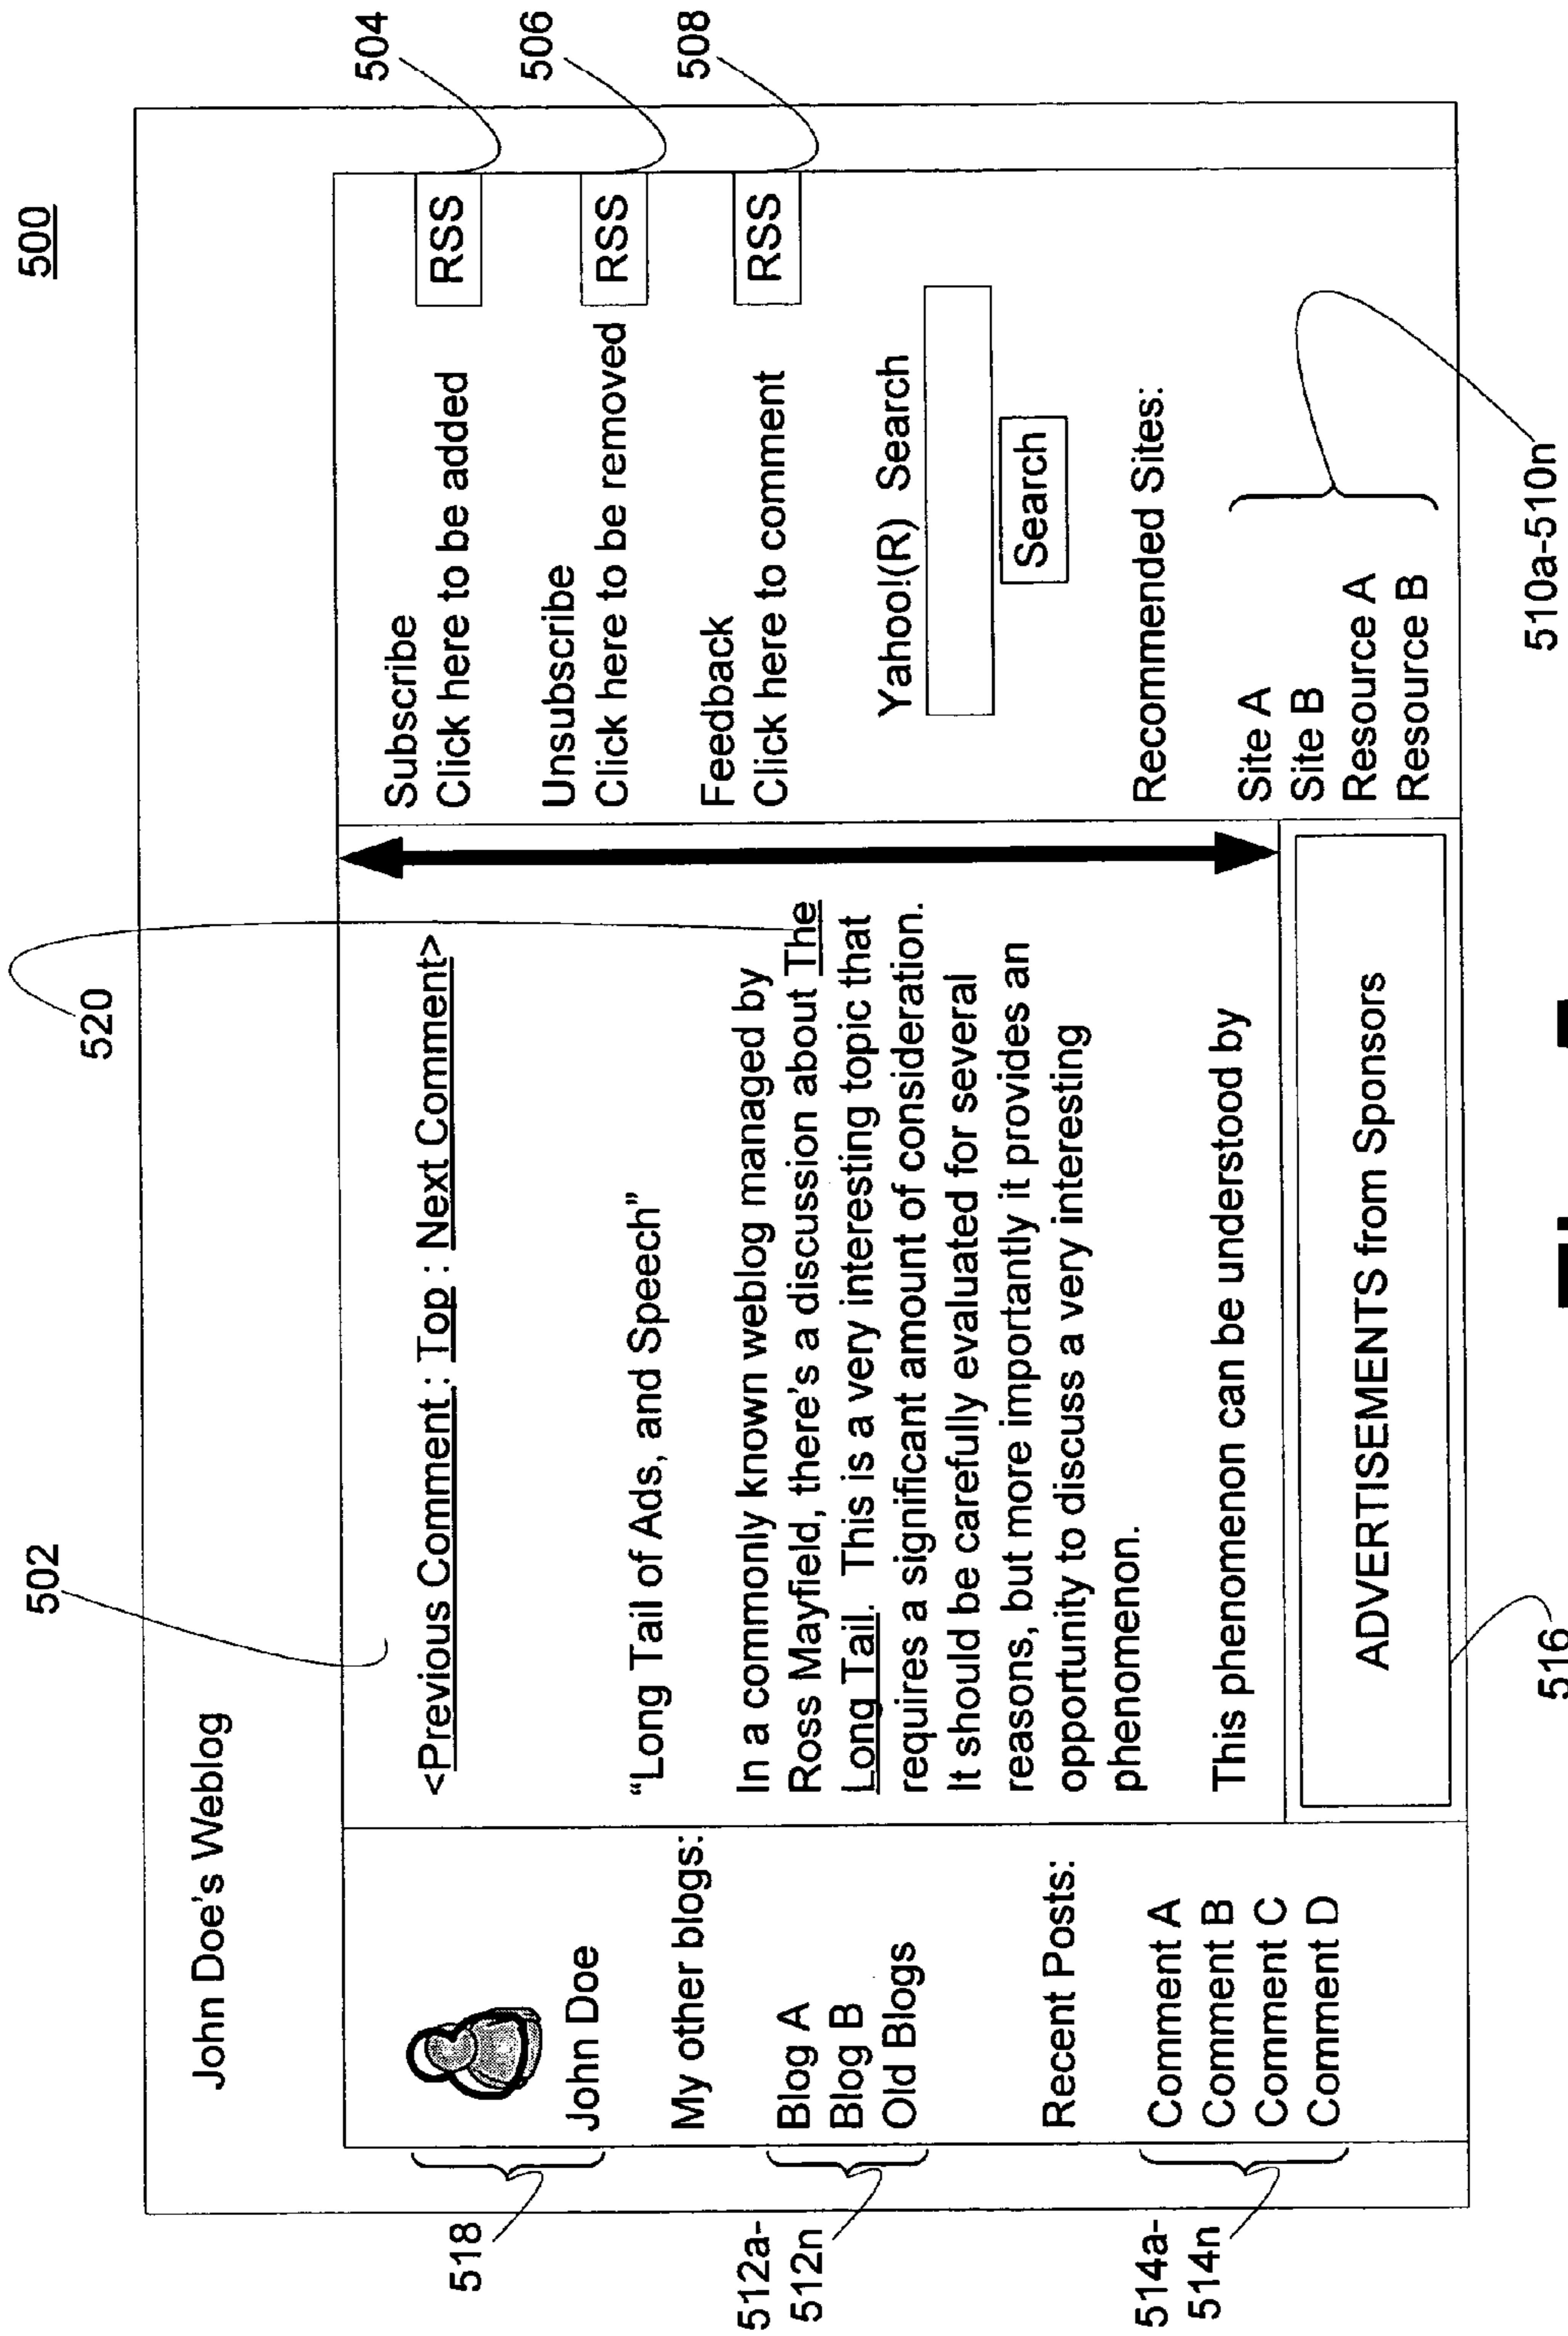 500
John Doe's Weblog
502
520
504
506
508
518
John Doe
My other blogs:
512a-
512n
Blog A
Blog B
Old Blogs
Recent Posts:
514a-
514n
Comment A
Comment B
Comment C
Comment D
<Previous Comment : Top : Next Comment>
“Long Tail of Ads, and Speech”
In a commonly known weblog managed by
Ross Mayfield, there's a discussion about The
Long Tail. This is a very interesting topic that
requires a significant amount of consideration.
It should be carefully evaluated for several
reasons, but more importantly it provides an
opportunity to discuss a very interesting
phenomenon.
This phenomenon can be understood by
ADVERTISEMENTS from Sponsors
516
Subscribe
Click here to be added RSS
Unsubscribe
Click here to be removed RSS
Feedback
Click here to comment RSS
Yahoo!(R) Search
Search
Recommended Sites:
Site A
Site B
Resource A
Resource B
510a-510n